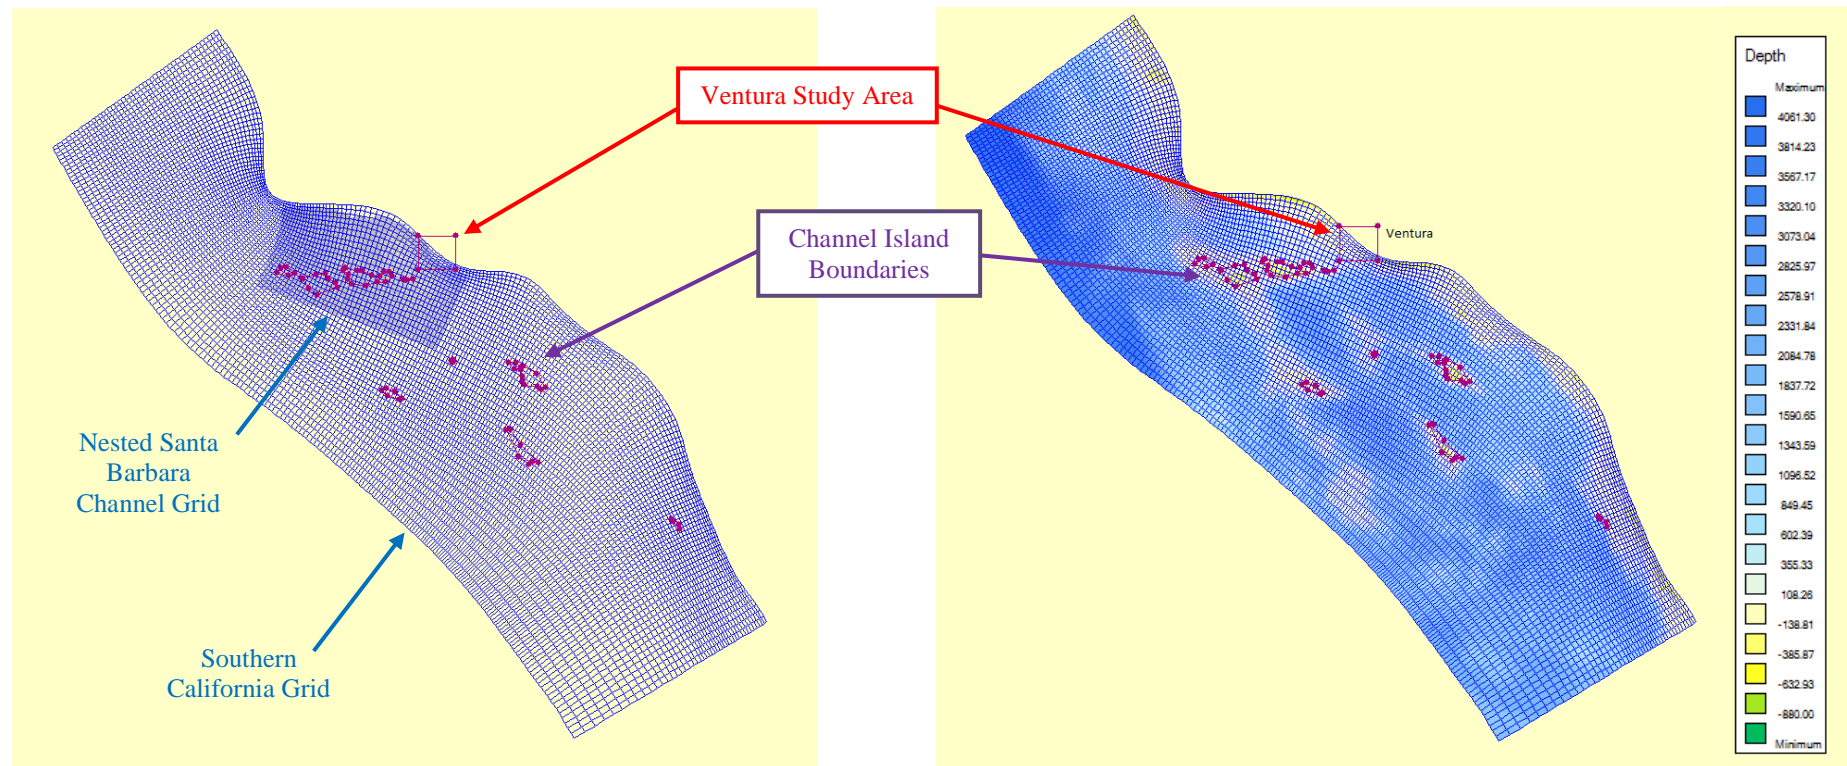 Ventura Study Area
Channel Island
Boundaries
Nested Santa
Barbara
Channel Grid
Southern
California Grid
Ventura
Depth
Maximum
4061.30
3814.23
3567.17
3320.10
3073.04
2825.97
2578.91
2331.84
2084.78
1837.72
1590.65
1343.59
1096.52
849.45
602.39
355.33
108.26
-138.81
-385.87
-632.93
-880.00
Minimum